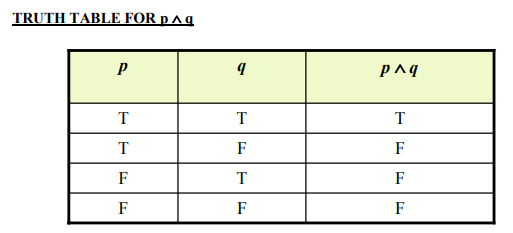 TRUTH TABLE FOR p ∧ q
p q p ∧ q
T T T
T F F
F T F
F F F